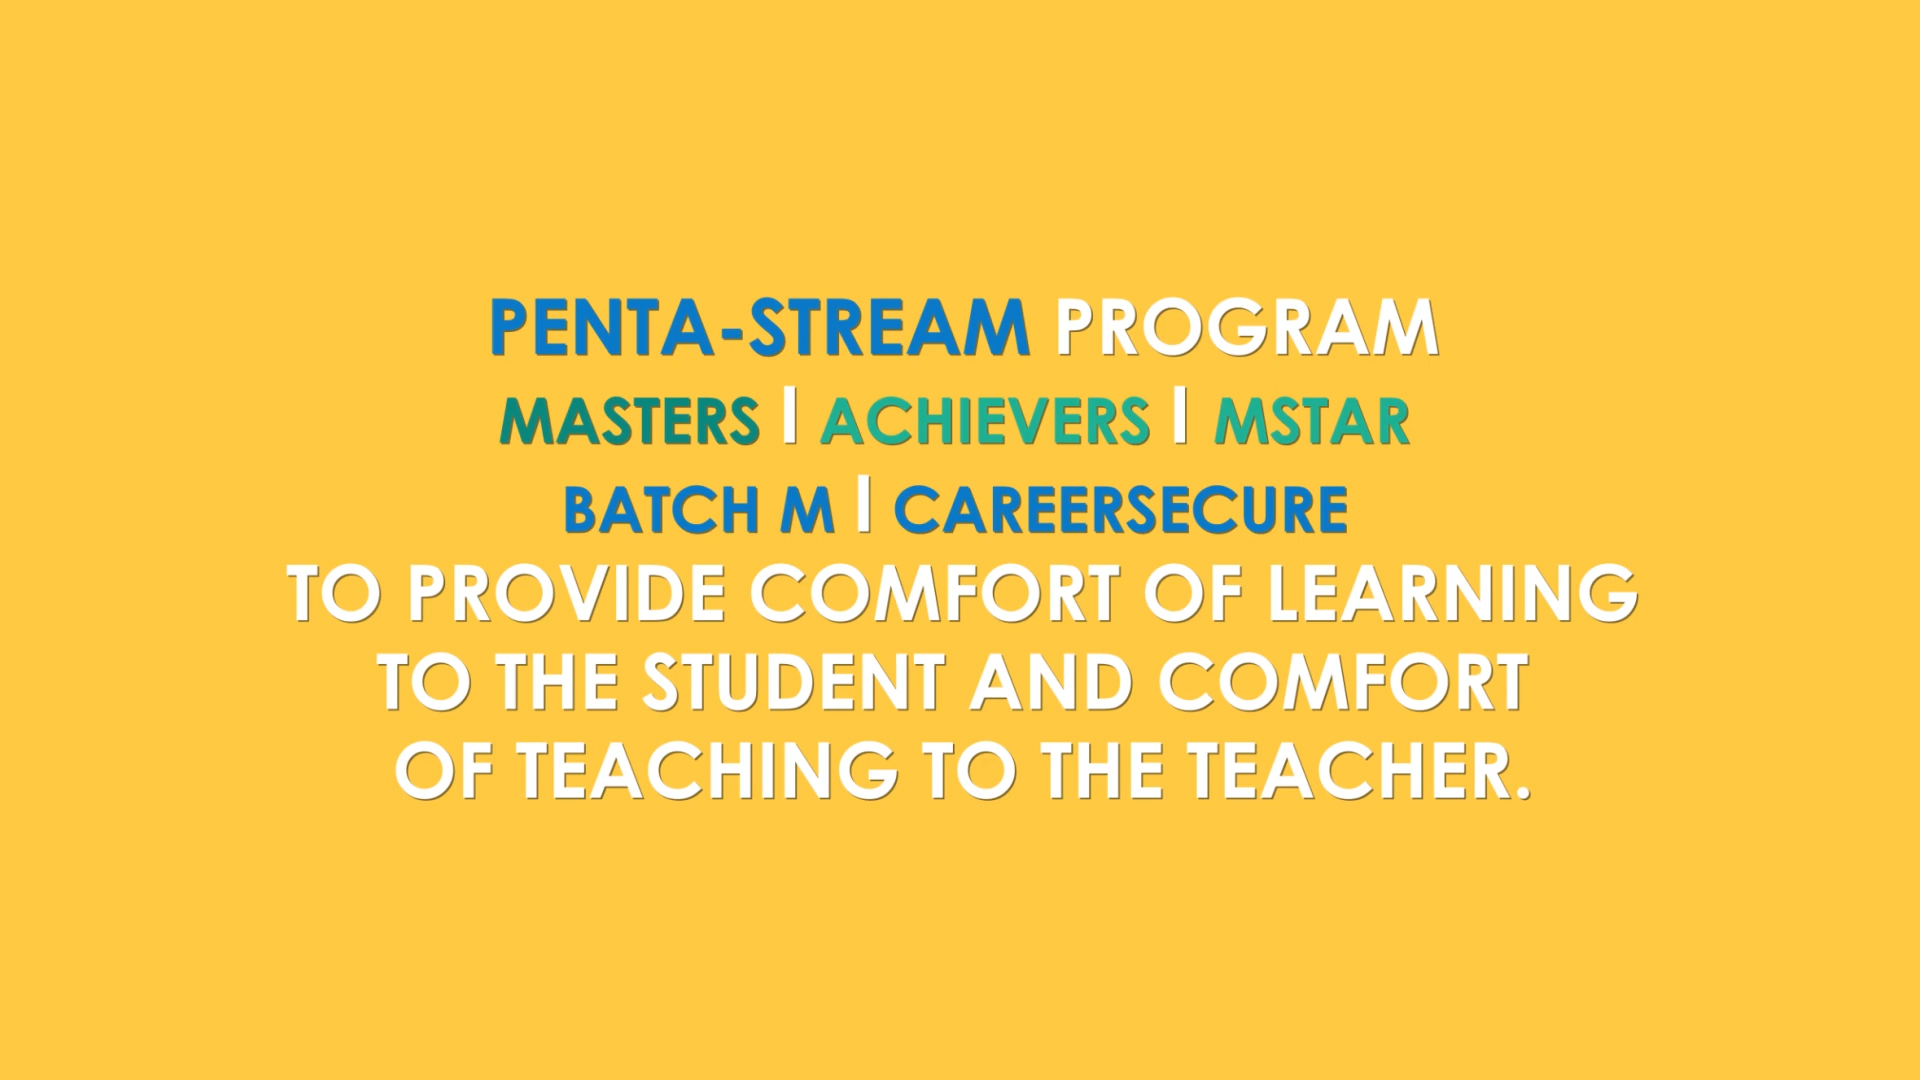 PENTA-STREAM PROGRAM
MASTERS | ACHIEVERS | MSTAR
BATCH M | CAREERSECURE
TO PROVIDE COMFORT OF LEARNING
TO THE STUDENT AND COMFORT
OF TEACHING TO THE TEACHER.